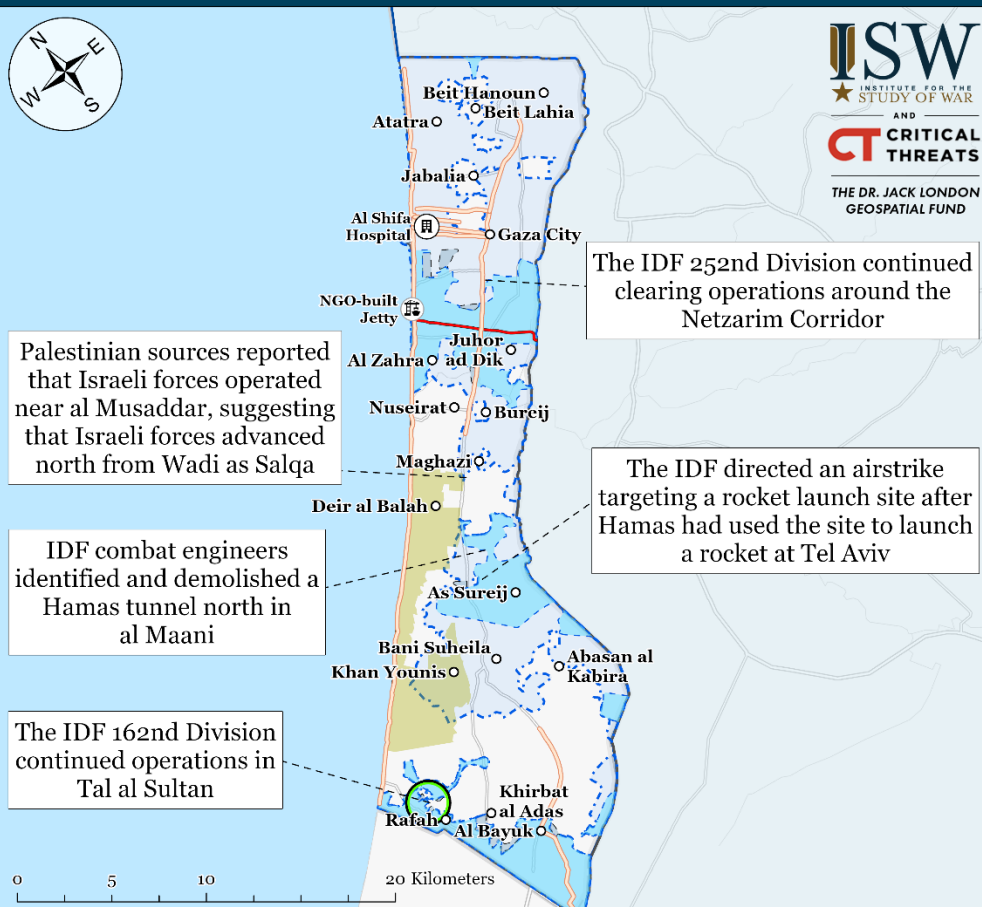 N
E
W
S
ISW
INSTITUTE FOR THE
STUDY OF WAR
AND
CT CRITICAL
THREATS
THE DR. JACK LONDON
GEOSPATIAL FUND
Beit Hanoun
Beit Lahia
Atatra
Jabalia
Al Shifa
Hospital
Gaza City
The IDF 252nd Division continued
clearing operations around the
Netzarim Corridor
NGO-built
Jetty
Juhor
ad Dik
Al Zahra
Palestinian sources reported
that Israeli forces operated
near al Musaddar, suggesting
that Israeli forces advanced
north from Wadi as Salqa
Nuseirat
Bureij
Maghazi
Deir al Balah
The IDF directed an airstrike
targeting a rocket launch site after
Hamas had used the site to launch
a rocket at Tel Aviv
IDF combat engineers
identified and demolished a
Hamas tunnel north in
al Maani
As Sureij
Bani Suheila
Khan Younis
Abasan al
Kabira
The IDF 162nd Division
continued operations in
Tal al Sultan
Khirbat
al Adas
Rafah
Al Bayuk
0 5 10 20 Kilometers